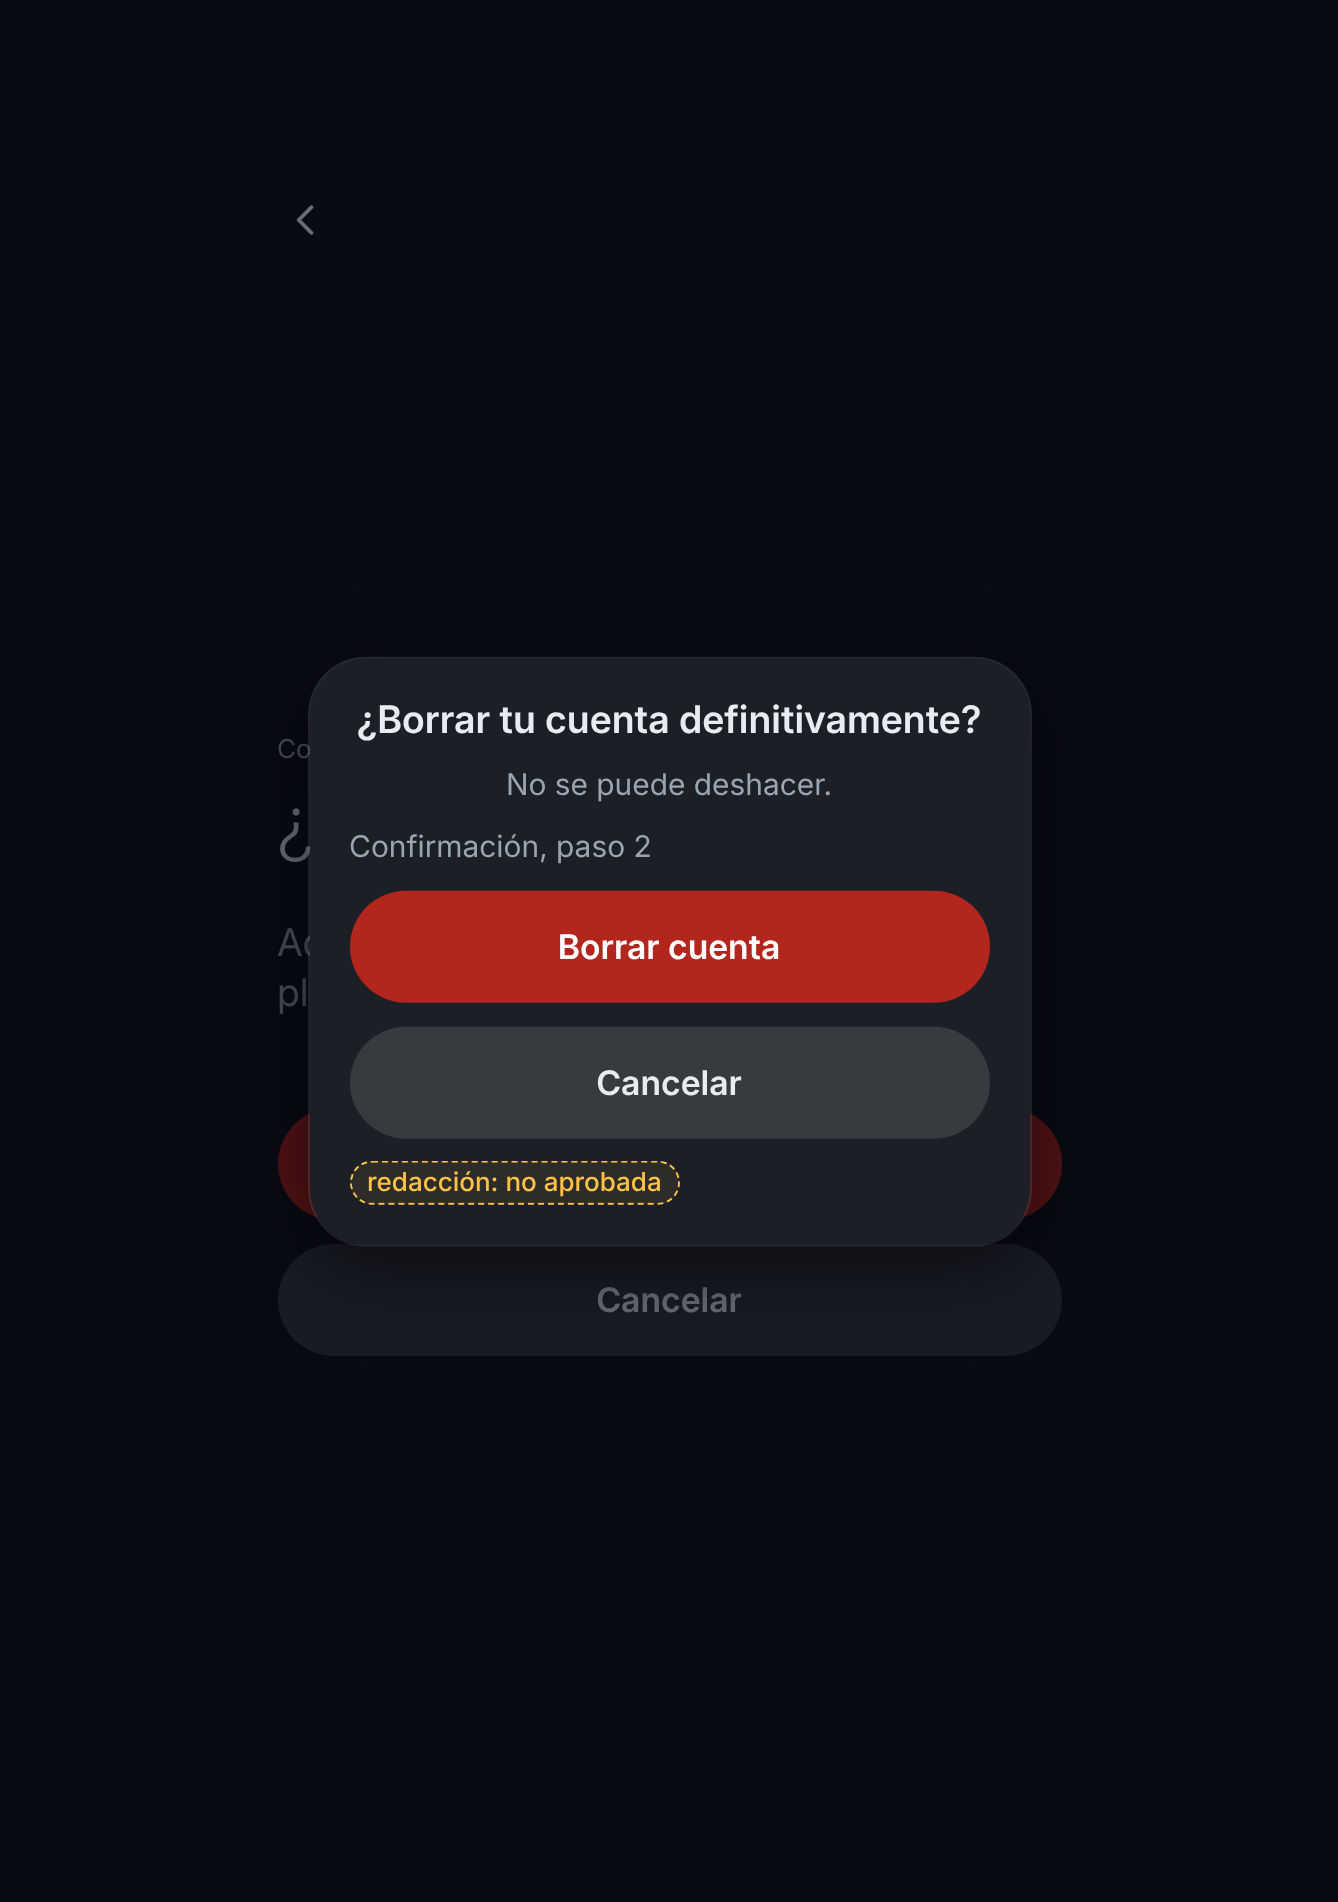 ¿Borrar tu cuenta definitivamente?
No se puede deshacer.
Confirmación, paso 2
Borrar cuenta
Cancelar
redacción: no aprobada
Cancelar